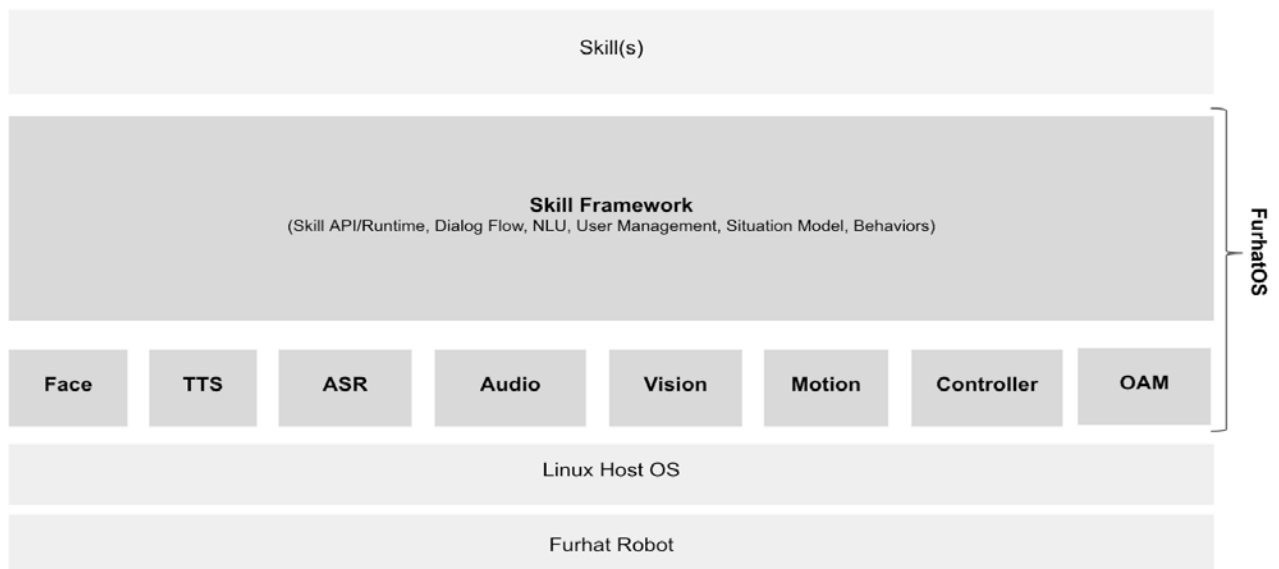 Skill(s)
Skill Framework
(Skill API/Runtime, Dialog Flow, NLU, User Management, Situation Model, Behaviors)
FurhatOS
Face
TTS
ASR
Audio
Vision
Motion
Controller
OAM
Linux Host OS
Furhat Robot